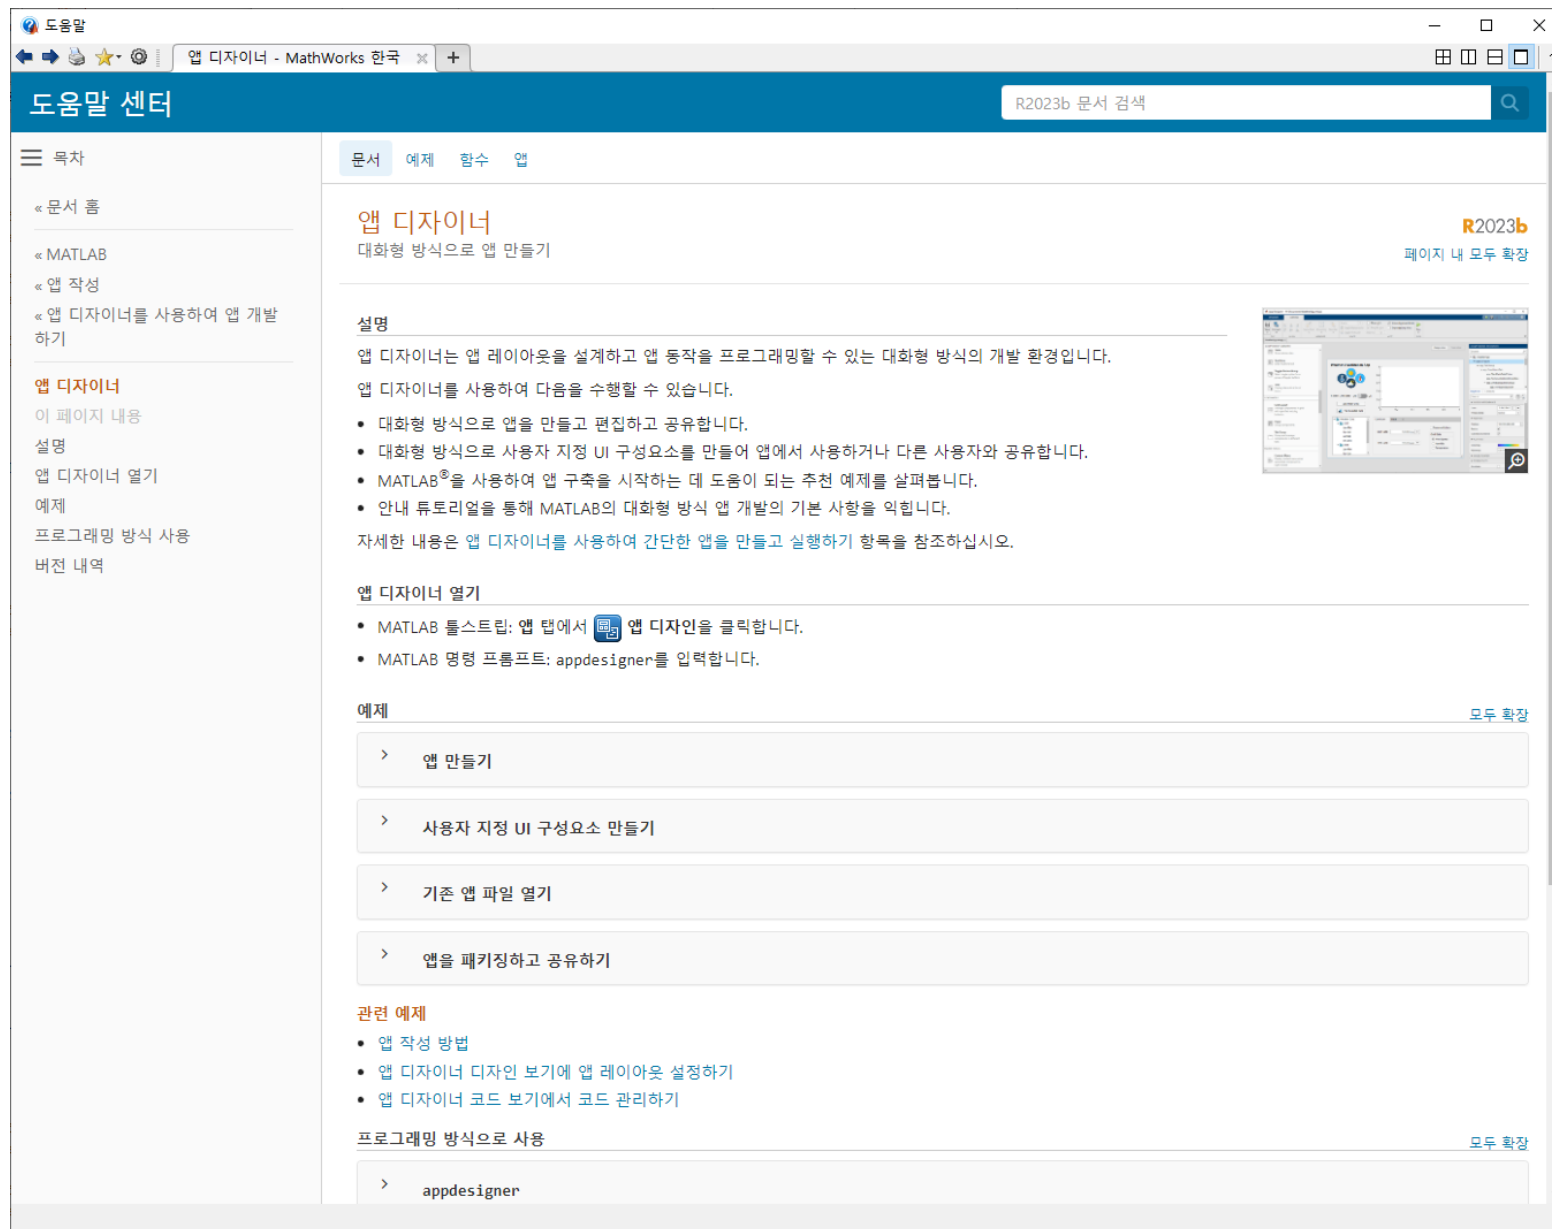 도움말
앱 디자이너 - MathWorks 한국
도움말 센터
R2023b 문서 검색
목차
« 문서 홈
« MATLAB
« 앱 작성
« 앱 디자이너를 사용하여 앱 개발
하기
앱 디자이너
이 페이지 내용
설명
앱 디자이너 열기
예제
프로그래밍 방식 사용
버전 내역
문서 예제 함수 앱
앱 디자이너
대화형 방식으로 앱 만들기
R2023b
페이지 내 모두 확장
설명
앱 디자이너는 앱 레이아웃을 설계하고 앱 동작을 프로그래밍할 수 있는 대화형 방식의 개발 환경입니다.
앱 디자이너를 사용하여 다음을 수행할 수 있습니다.
• 대화형 방식으로 앱을 만들고 편집하고 공유합니다.
• 대화형 방식으로 사용자 지정 UI 구성요소를 만들어 앱에서 사용하거나 다른 사용자와 공유합니다.
• MATLAB®을 사용하여 앱 구축을 시작하는 데 도움이 되는 추천 예제를 살펴봅니다.
• 안내 튜토리얼을 통해 MATLAB의 대화형 방식 앱 개발의 기본 사항을 익힙니다.
자세한 내용은 앱 디자이너를 사용하여 간단한 앱을 만들고 실행하기 항목을 참조하십시오.
앱 디자이너 열기
• MATLAB 툴스트립: 앱 탭에서 앱 디자인을 클릭합니다.
• MATLAB 명령 프롬프트: appdesigner를 입력합니다.
예제
모두 확장
앱 만들기
사용자 지정 UI 구성요소 만들기
기존 앱 파일 열기
앱을 패키징하고 공유하기
관련 예제
• 앱 작성 방법
• 앱 디자이너 디자인 보기에 앱 레이아웃 설정하기
• 앱 디자이너 코드 보기에서 코드 관리하기
프로그래밍 방식으로 사용
모두 확장
appdesigner